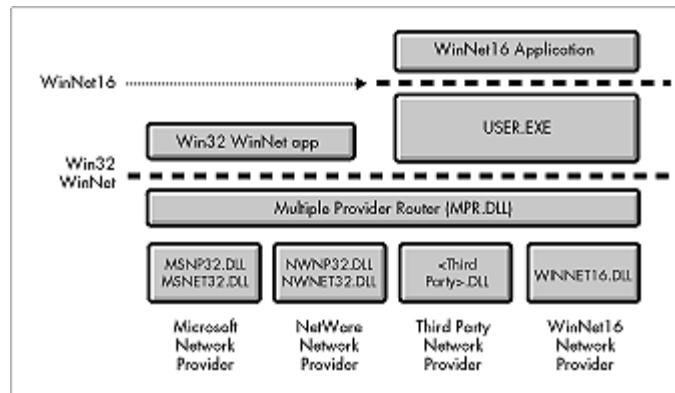 WinNet16 Application
WinNet16
USER.EXE
Win32 WinNet app
Win32
WinNet
Multiple Provider Router (MPR.DLL)
MSNP32.DLL
MSNET32.DLL
NWNP32.DLL
NWNET32.DLL
<Third
Party>.DLL
WINNET16.DLL
Microsoft
Network
Provider
NetWare
Network
Provider
Third Party
Network
Provider
WinNet16
Network
Provider